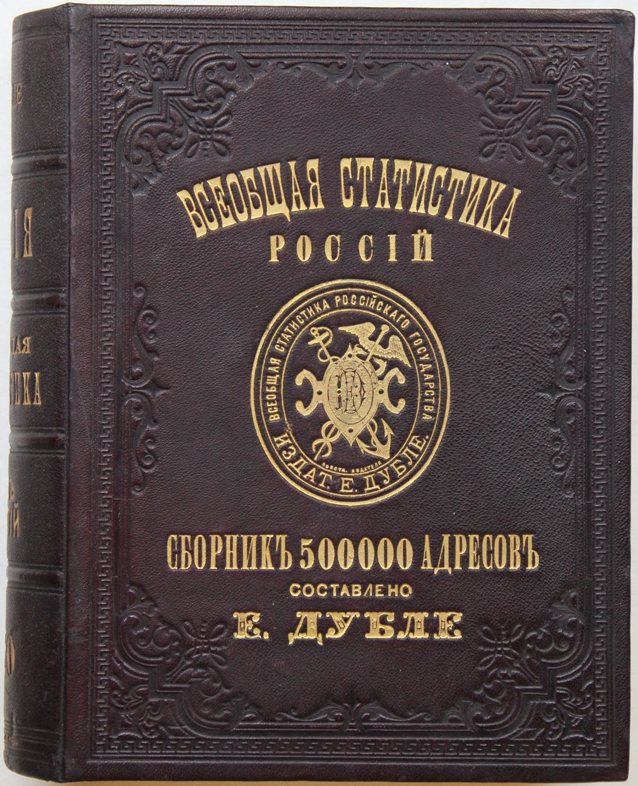 ВСЕОБЩАЯ СТАТИСТИКА
РОССІЙ
ВСЕОБЩАЯ СТАТИСТИКА РОССІЙСКАГО ГОСУДАРСТВА
ИЗДАТ. Е. ДУБЛЕ.
СБОРНИКЪ 500000 АДРЕСОВЪ
СОСТАВЛЕНО
Е. ДУБЛЕ